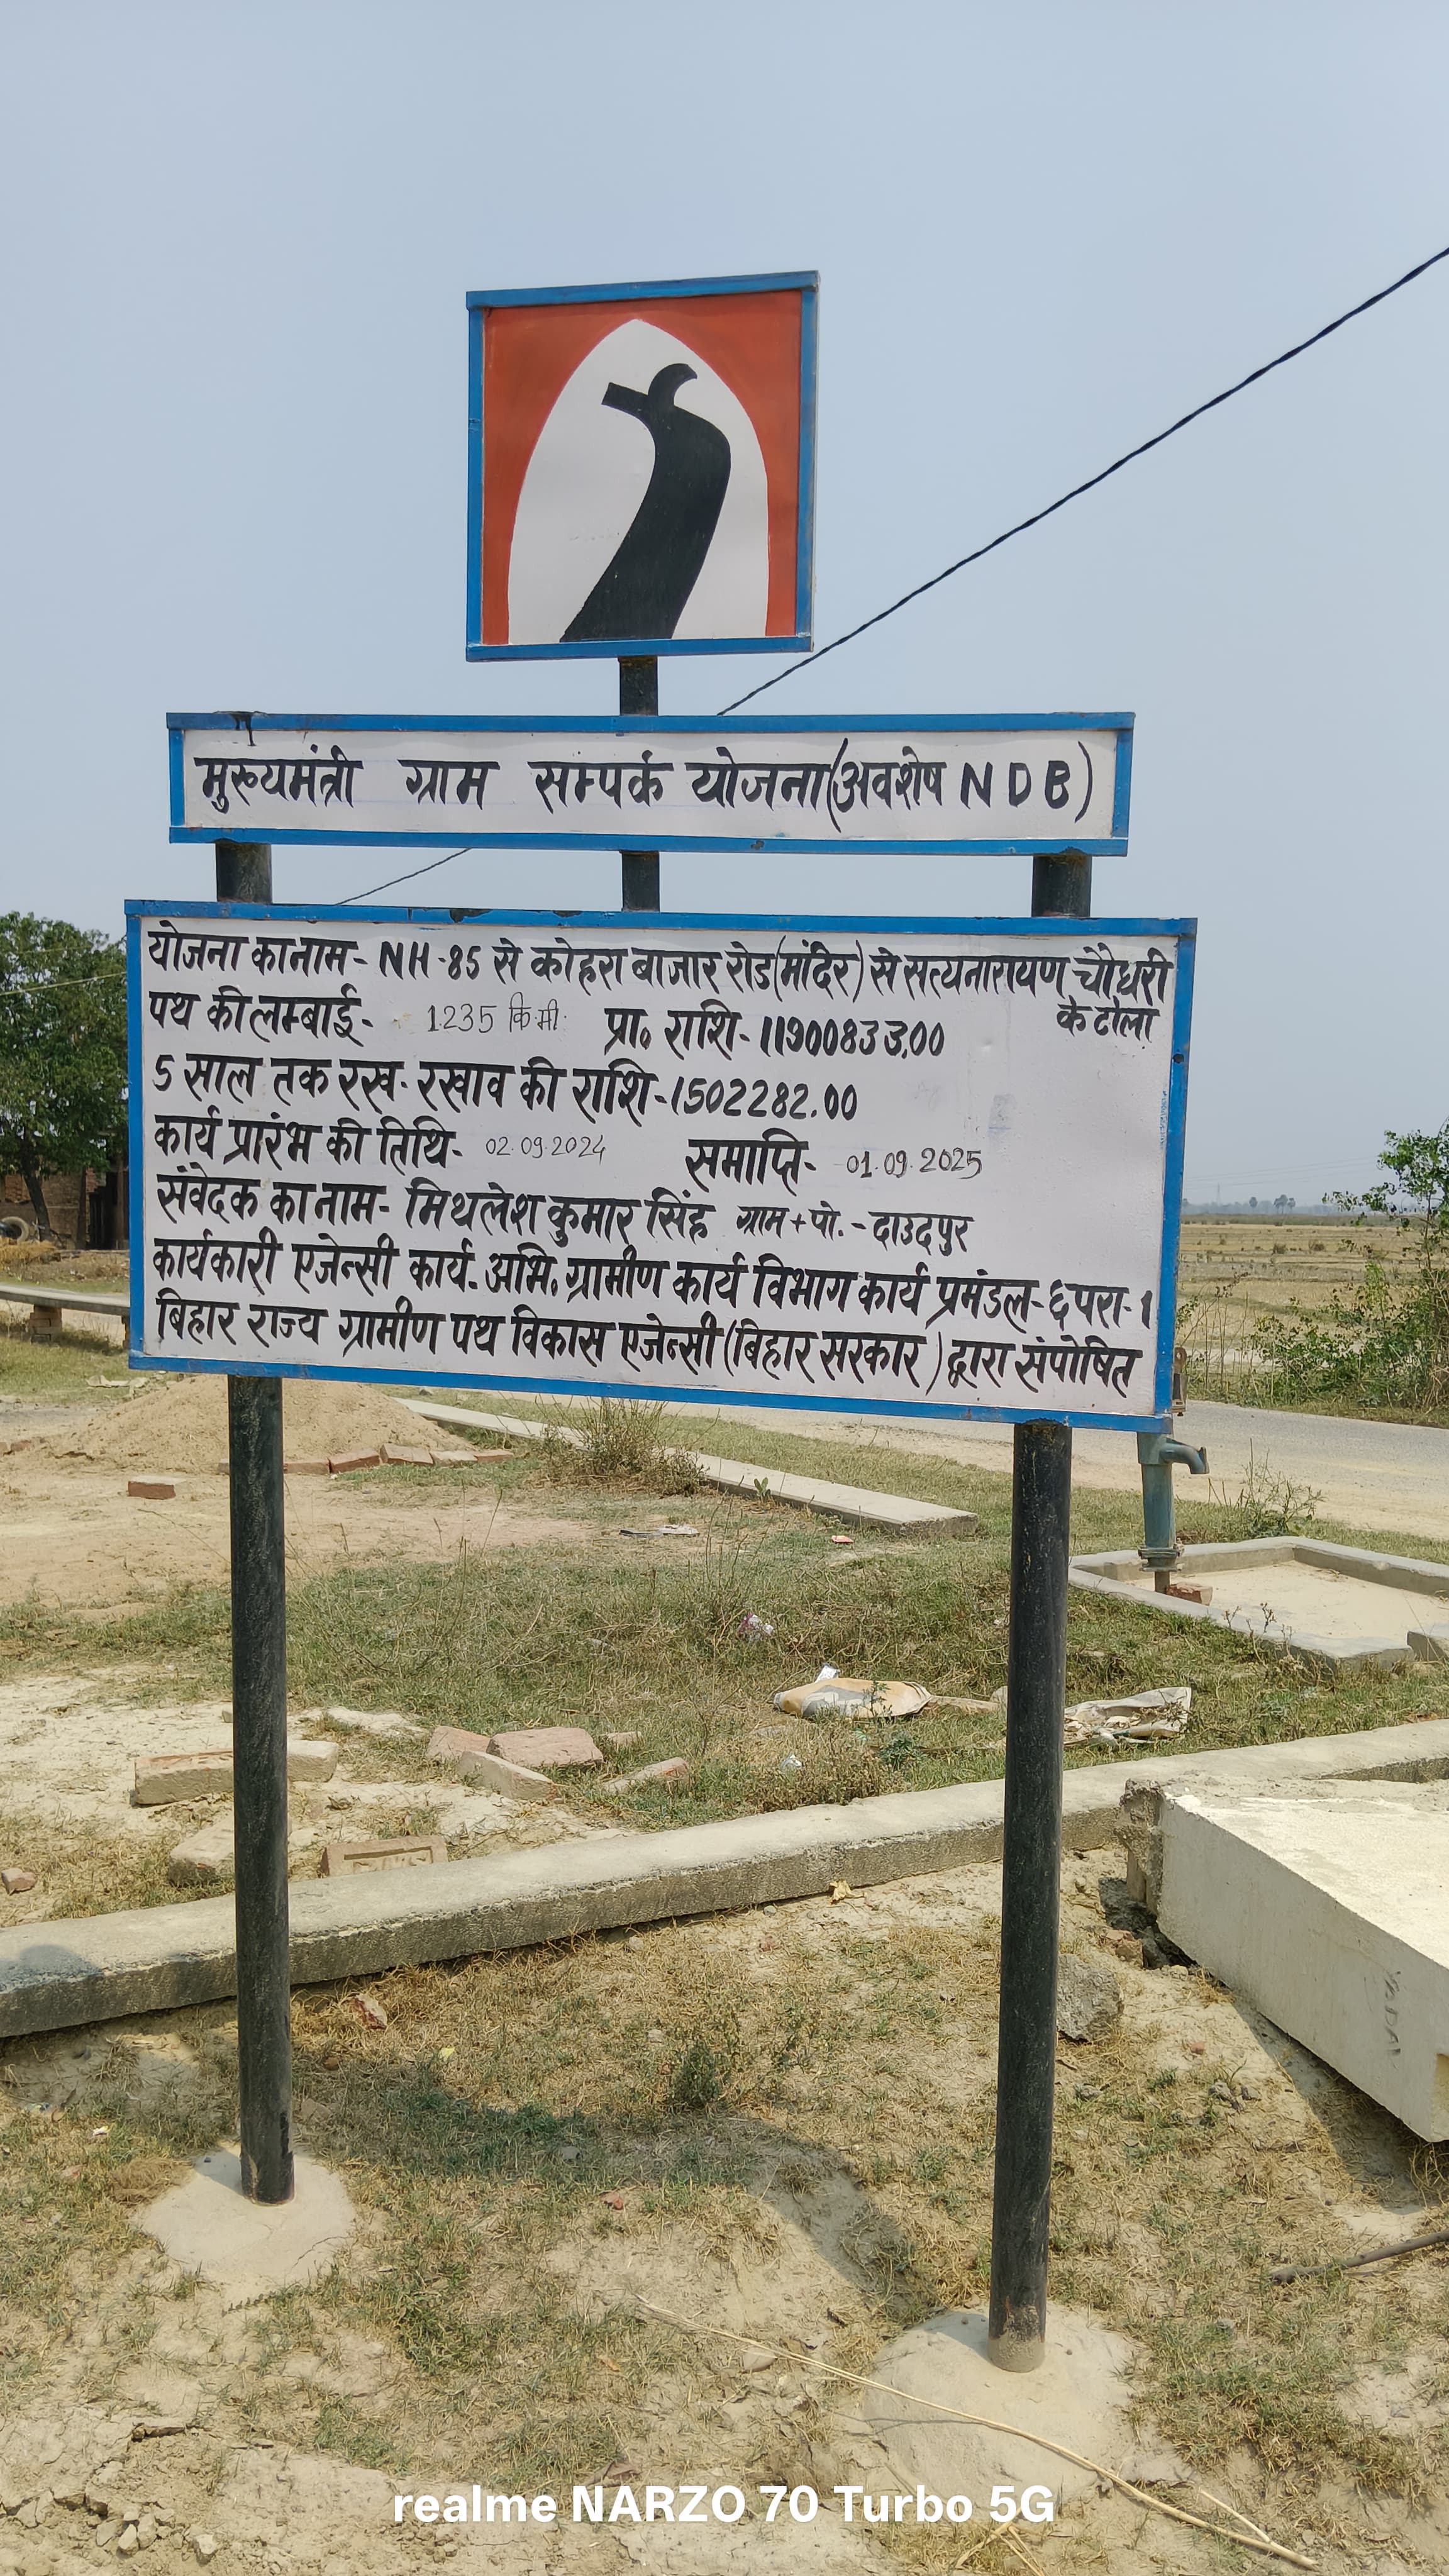 मुख्यमंत्री ग्राम सम्पर्क योजना (अवशेष NDB)
योजना का नाम- NH-85 से कोहरा बाजार रोड (मंदिर) से सत्यनारायण चौधरी के टोला
पथ की लम्बाई- 1.235 कि.मी. प्रा० राशि- 11900833.00
5 साल तक रख-रखाव की राशि-1502282.00
कार्य प्रारंभ की तिथि- 02.09.2024 समाप्ति- 01.09.2025
संवेदक का नाम- मिथलेश कुमार सिंह ग्राम+पो.-दाउदपुर
कार्यकारी एजेन्सी कार्य. अभि. ग्रामीण कार्य विभाग कार्य प्रमंडल-छपरा-1
बिहार राज्य ग्रामीण पथ विकास एजेन्सी (बिहार सरकार) द्वारा संपोषित
realme NARZO 70 Turbo 5G